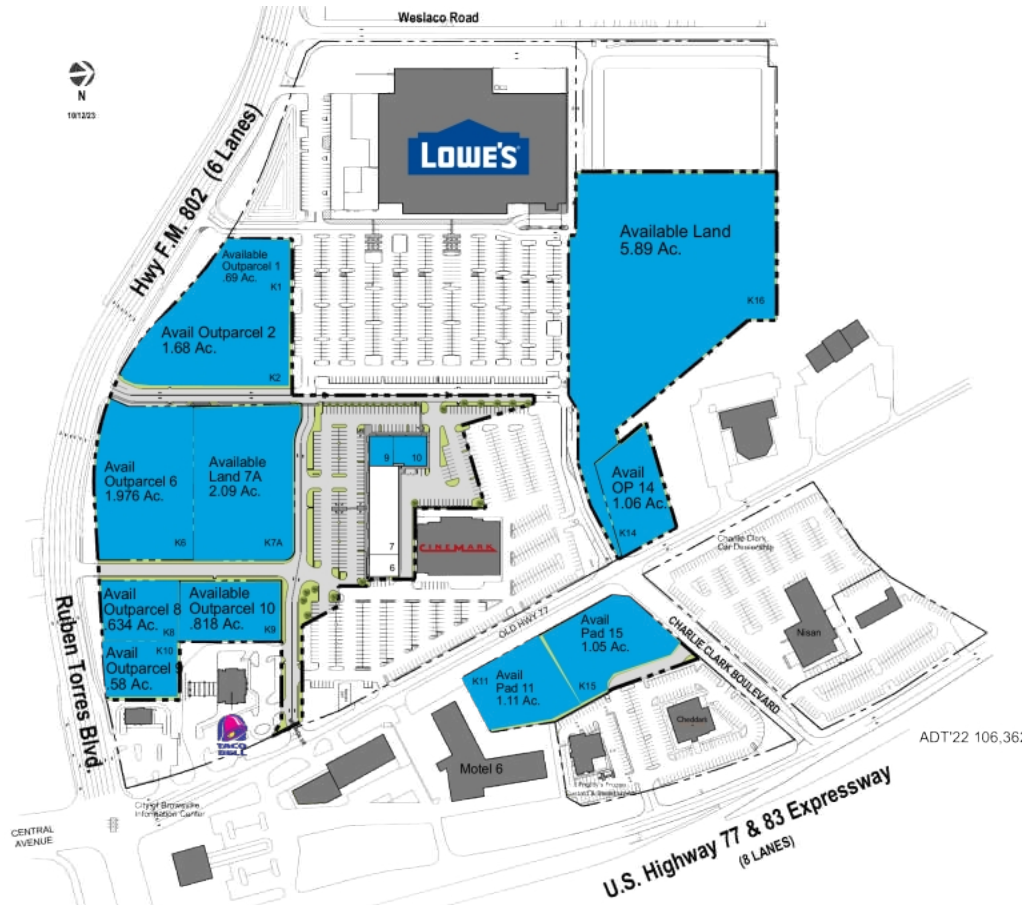 Weslaco Road
N
10/12/23
Hwy F.M. 802 (6 Lanes)
LOWE'S
Available Land
5.89 Ac.
K16
Available
Outparcel 1
.69 Ac.
K1
Avail Outparcel 2
1.68 Ac.
K2
Avail
Outparcel 6
1.976 Ac.
K6
Available
Land 7A
2.09 Ac.
K7A
9
10
7
6
CINEMARK
Avail
OP 14
1.06 Ac.
K14
Charlie Clark
Car Dealership
Avail
Outparcel 8
.634 Ac.
K8
Available
Outparcel 10
.818 Ac.
K9
K10
Avail
Outparcel
.58 Ac.
OLD HWY 77
Avail
Pad 15
1.05 Ac.
K15
Avail
Pad 11
1.11 Ac.
K11
CHARLIE CLARK BOULEVARD
Nisan
Cheddars
TACO
BELL
Motel 6
Ruben Torres Blvd.
City of Brownsville
Information Center
CENTRAL
AVENUE
ADT'22 106,362
U.S. Highway 77 & 83 Expressway
(8 LANES)